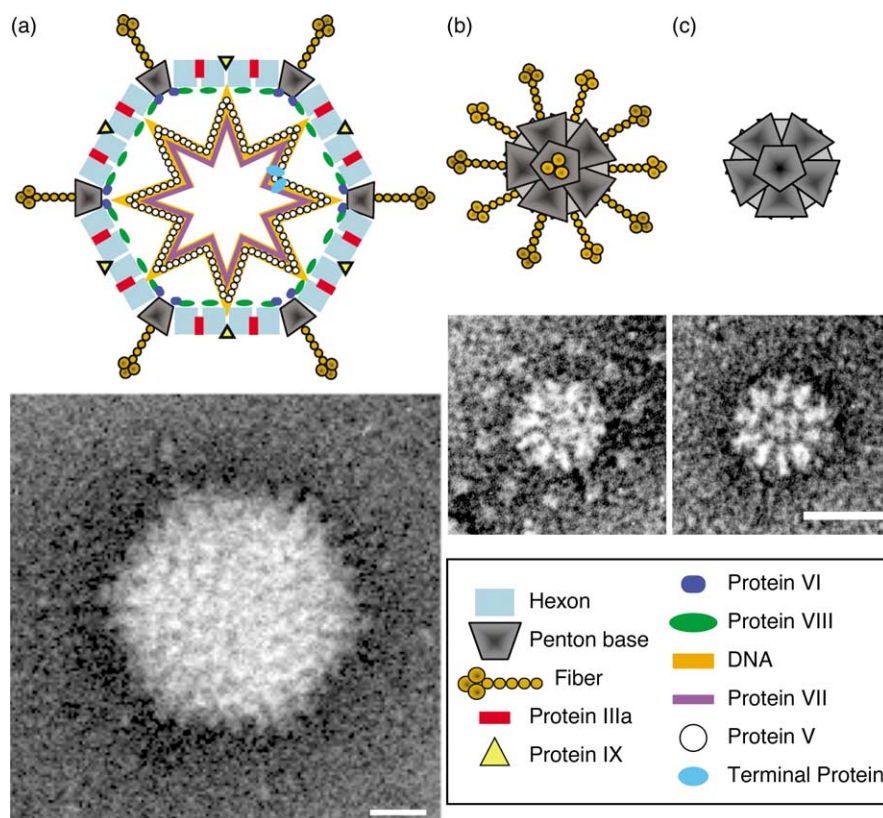 (a)
(b)
(c)
Hexon
Penton base
Fiber
Protein IIIa
Protein IX
Protein VI
Protein VIII
DNA
Protein VII
Protein V
Terminal Protein